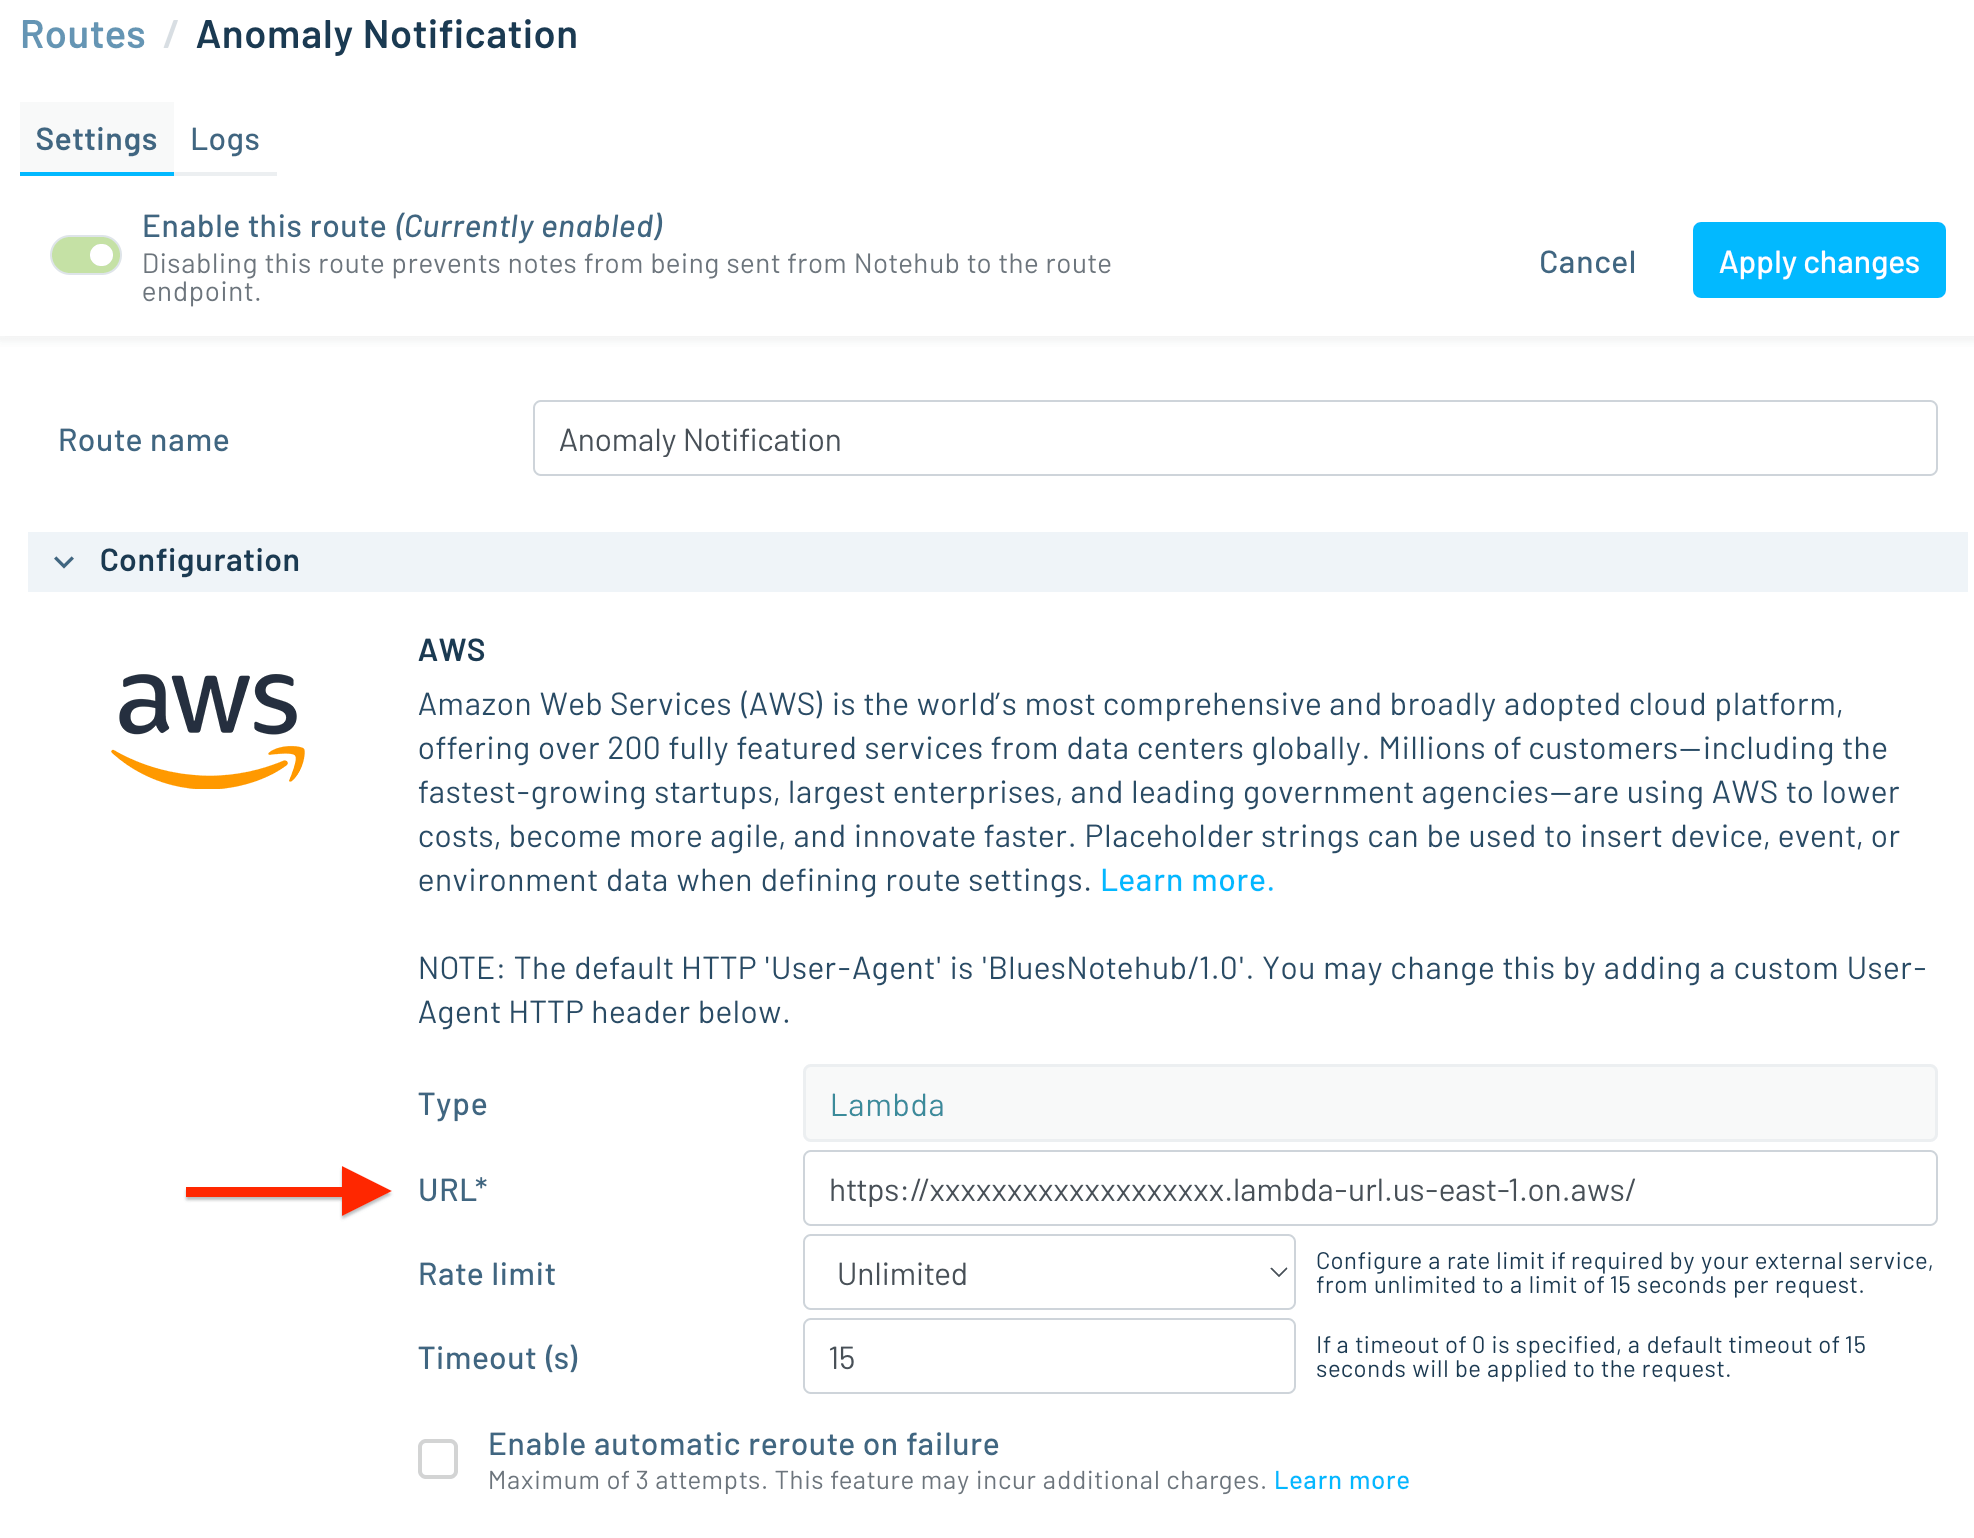 Routes / Anomaly Notification
Settings Logs
Enable this route (Currently enabled)
Disabling this route prevents notes from being sent from Notehub to the route
endpoint.
Cancel
Apply changes
Route name
Anomaly Notification
Configuration
aws
AWS
Amazon Web Services (AWS) is the world’s most comprehensive and broadly adopted cloud platform,
offering over 200 fully featured services from data centers globally. Millions of customers—including the
fastest-growing startups, largest enterprises, and leading government agencies—are using AWS to lower
costs, become more agile, and innovate faster. Placeholder strings can be used to insert device, event, or
environment data when defining route settings. Learn more.
NOTE: The default HTTP 'User-Agent' is 'BluesNotehub/1.0'. You may change this by adding a custom User-
Agent HTTP header below.
Type
Lambda
URL*
https://xxxxxxxxxxxxxxxxxxx.lambda-url.us-east-1.on.aws/
Rate limit
Unlimited
Configure a rate limit if required by your external service,
from unlimited to a limit of 15 seconds per request.
Timeout (s)
15
If a timeout of 0 is specified, a default timeout of 15
seconds will be applied to the request.
Enable automatic reroute on failure
Maximum of 3 attempts. This feature may incur additional charges. Learn more